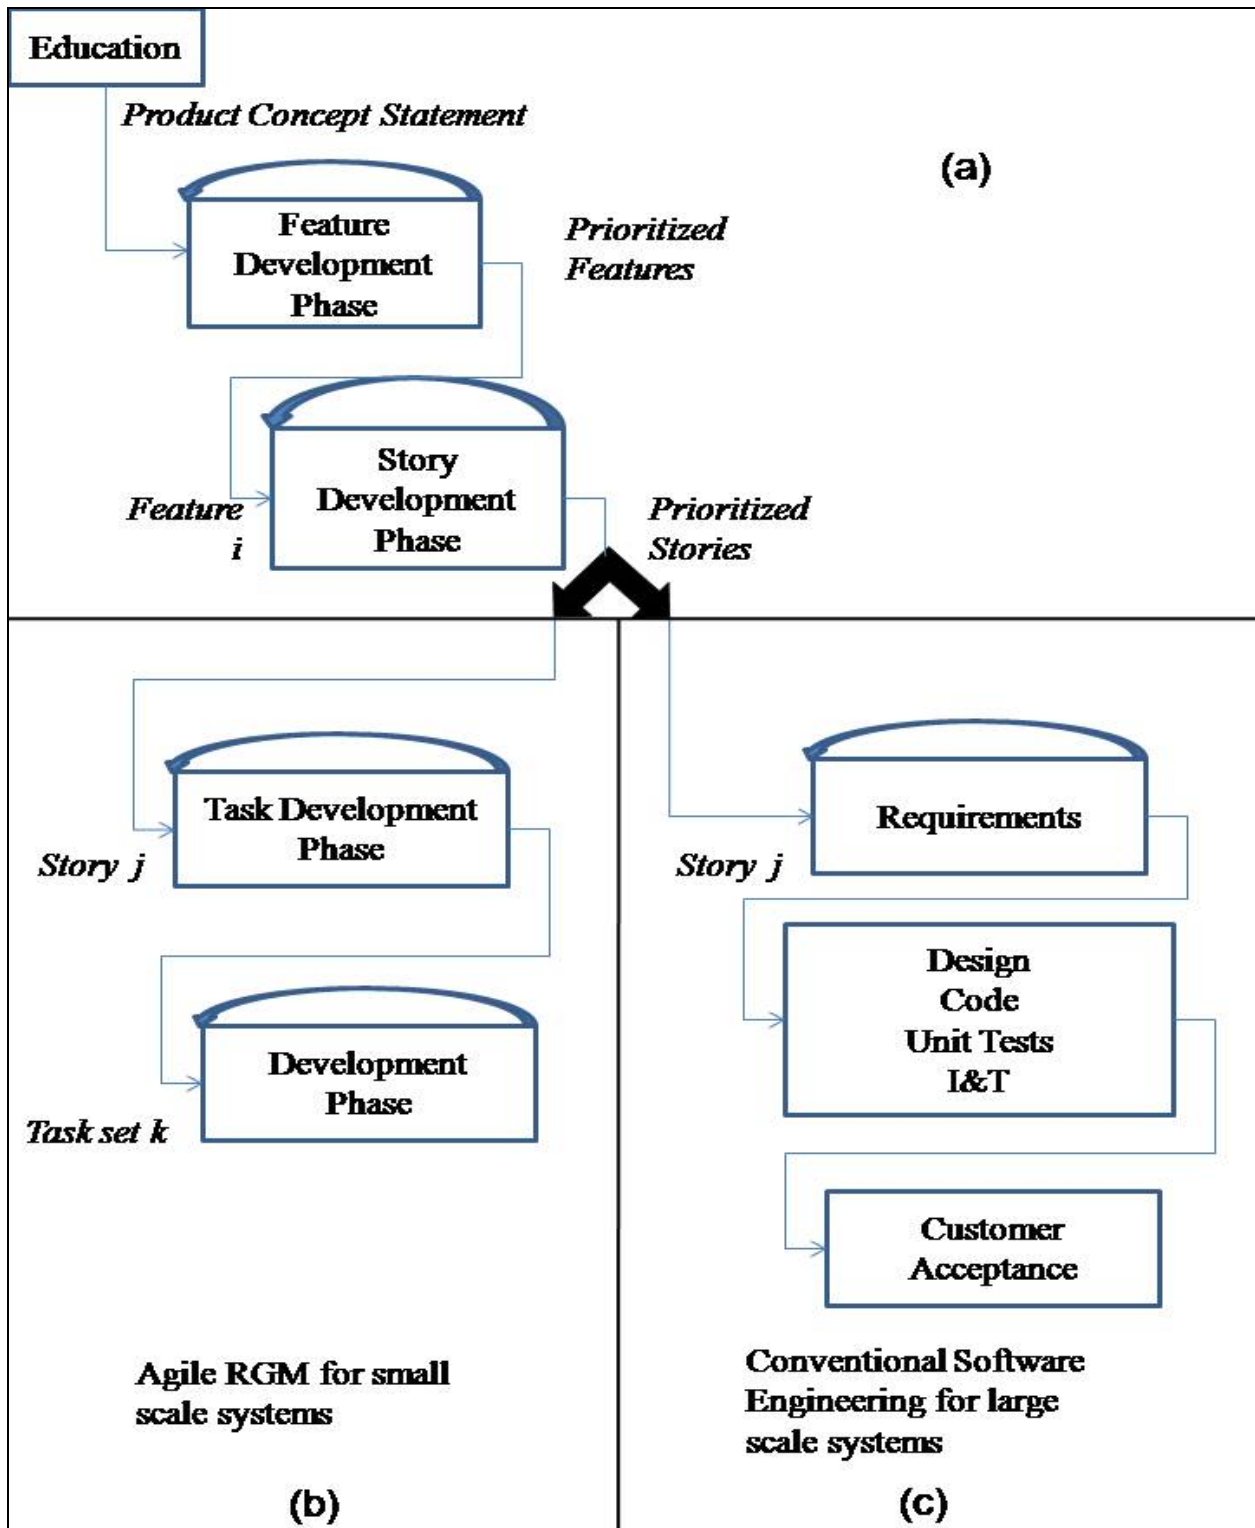 Education
Product Concept Statement
(a)
Feature
Development
Phase
Prioritized
Features
Story
Development
Phase
Feature
i
Prioritized
Stories
Task Development
Phase
Story j
Development
Phase
Task set k
Agile RGM for small
scale systems
(b)
Requirements
Story j
Design
Code
Unit Tests
I&T
Customer
Acceptance
Conventional Software
Engineering for large
scale systems
(c)